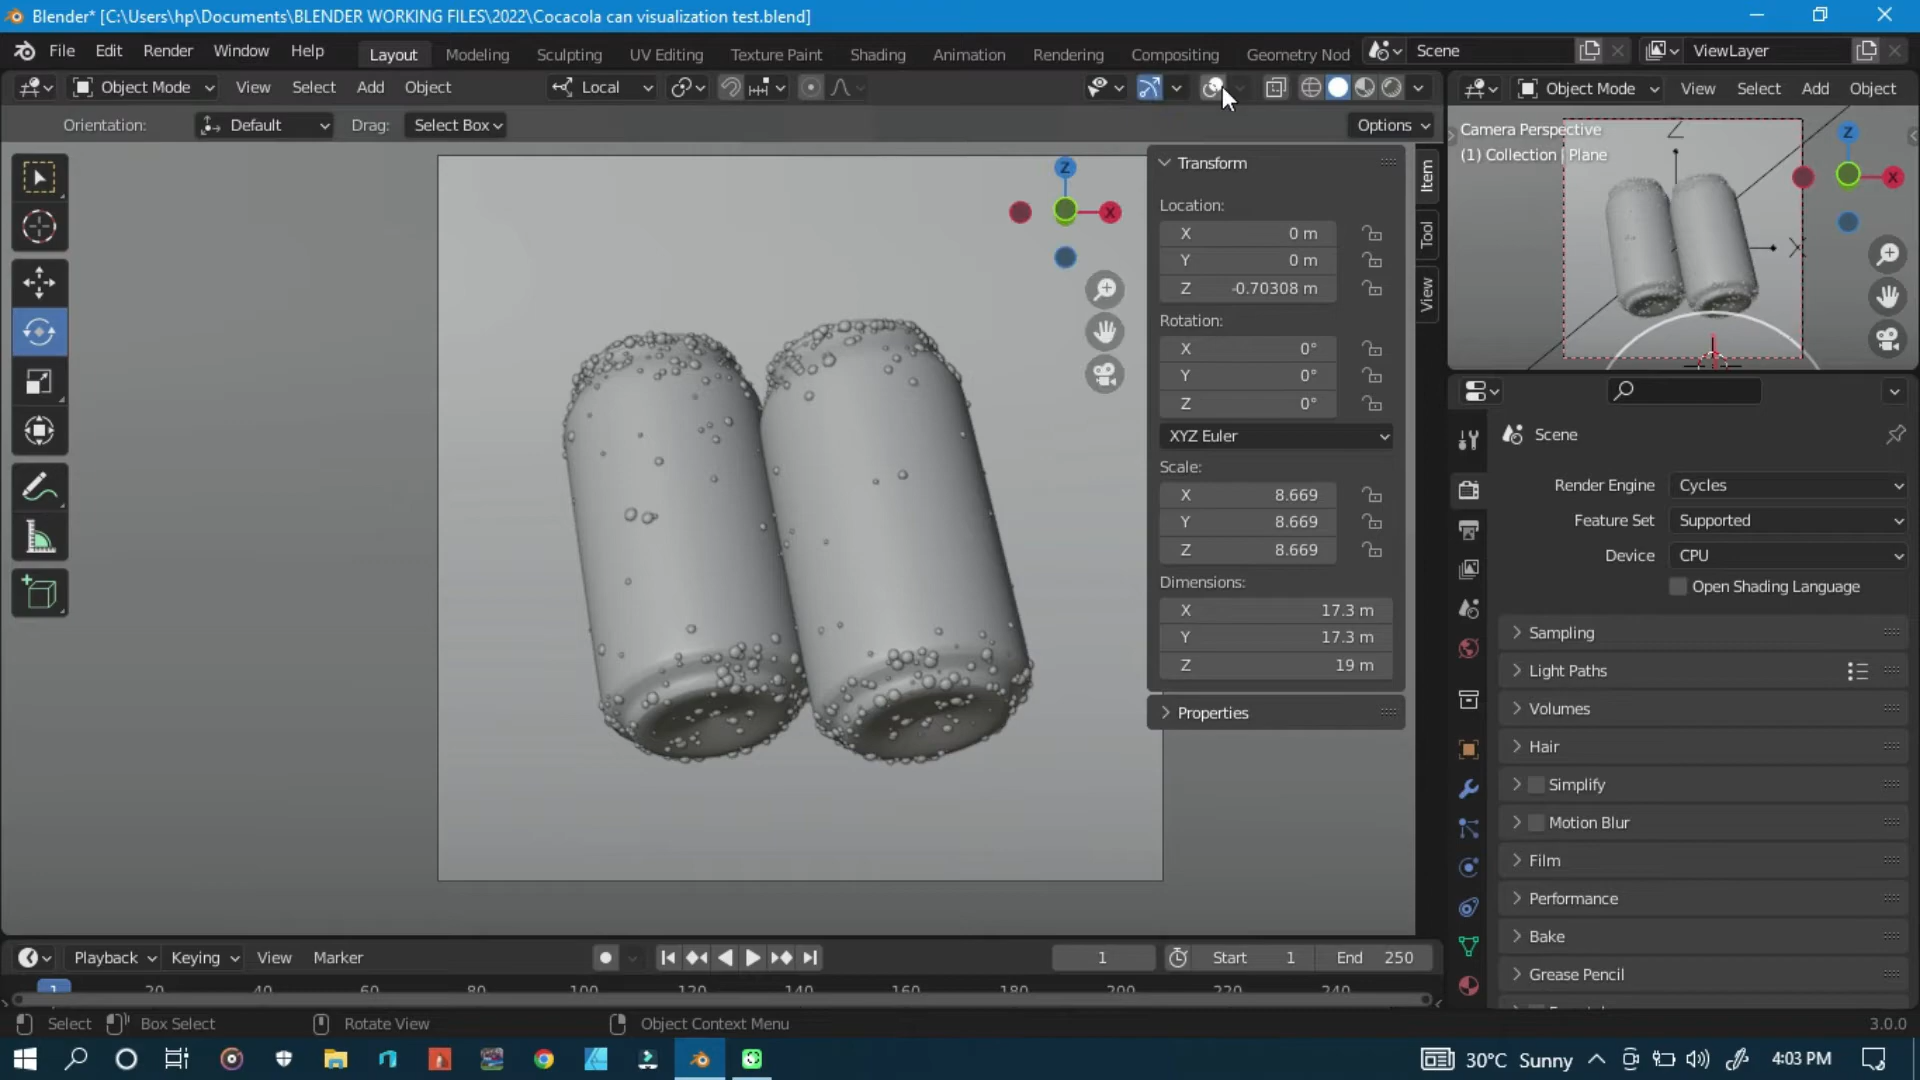 Blender* [C:\Users\hp\Documents\BLENDER WORKING FILES\2022\Cocacola can visualization test.blend]
File Edit Render Window Help Layout Modeling Sculpting UV Editing Texture Paint Shading Animation Rendering Compositing Geometry Nod Scene ViewLayer
Object Mode View Select Add Object Local Object Mode View Select Add Object
Orientation: Default Drag: Select Box Options
Camera Perspective
(1) Collection | Plane
Z
X
Z
X
Z
X
Transform
Location:
X 0 m
Y 0 m
Z -0.70308 m
Rotation:
X 0°
Y 0°
Z 0°
XYZ Euler
Scale:
X 8.669
Y 8.669
Z 8.669
Dimensions:
X 17.3 m
Y 17.3 m
Z 19 m
Properties
Item
Tool
View
Scene
Render Engine Cycles
Feature Set Supported
Device CPU
Open Shading Language
Sampling
Light Paths
Volumes
Hair
Simplify
Motion Blur
Film
Performance
Bake
Grease Pencil
Playback Keying View Marker 1 Start 1 End 250
1 20 40 60 80 100 120 140 160 180 200 220 240
Select Box Select Rotate View Object Context Menu 3.0.0
30°C Sunny 4:03 PM